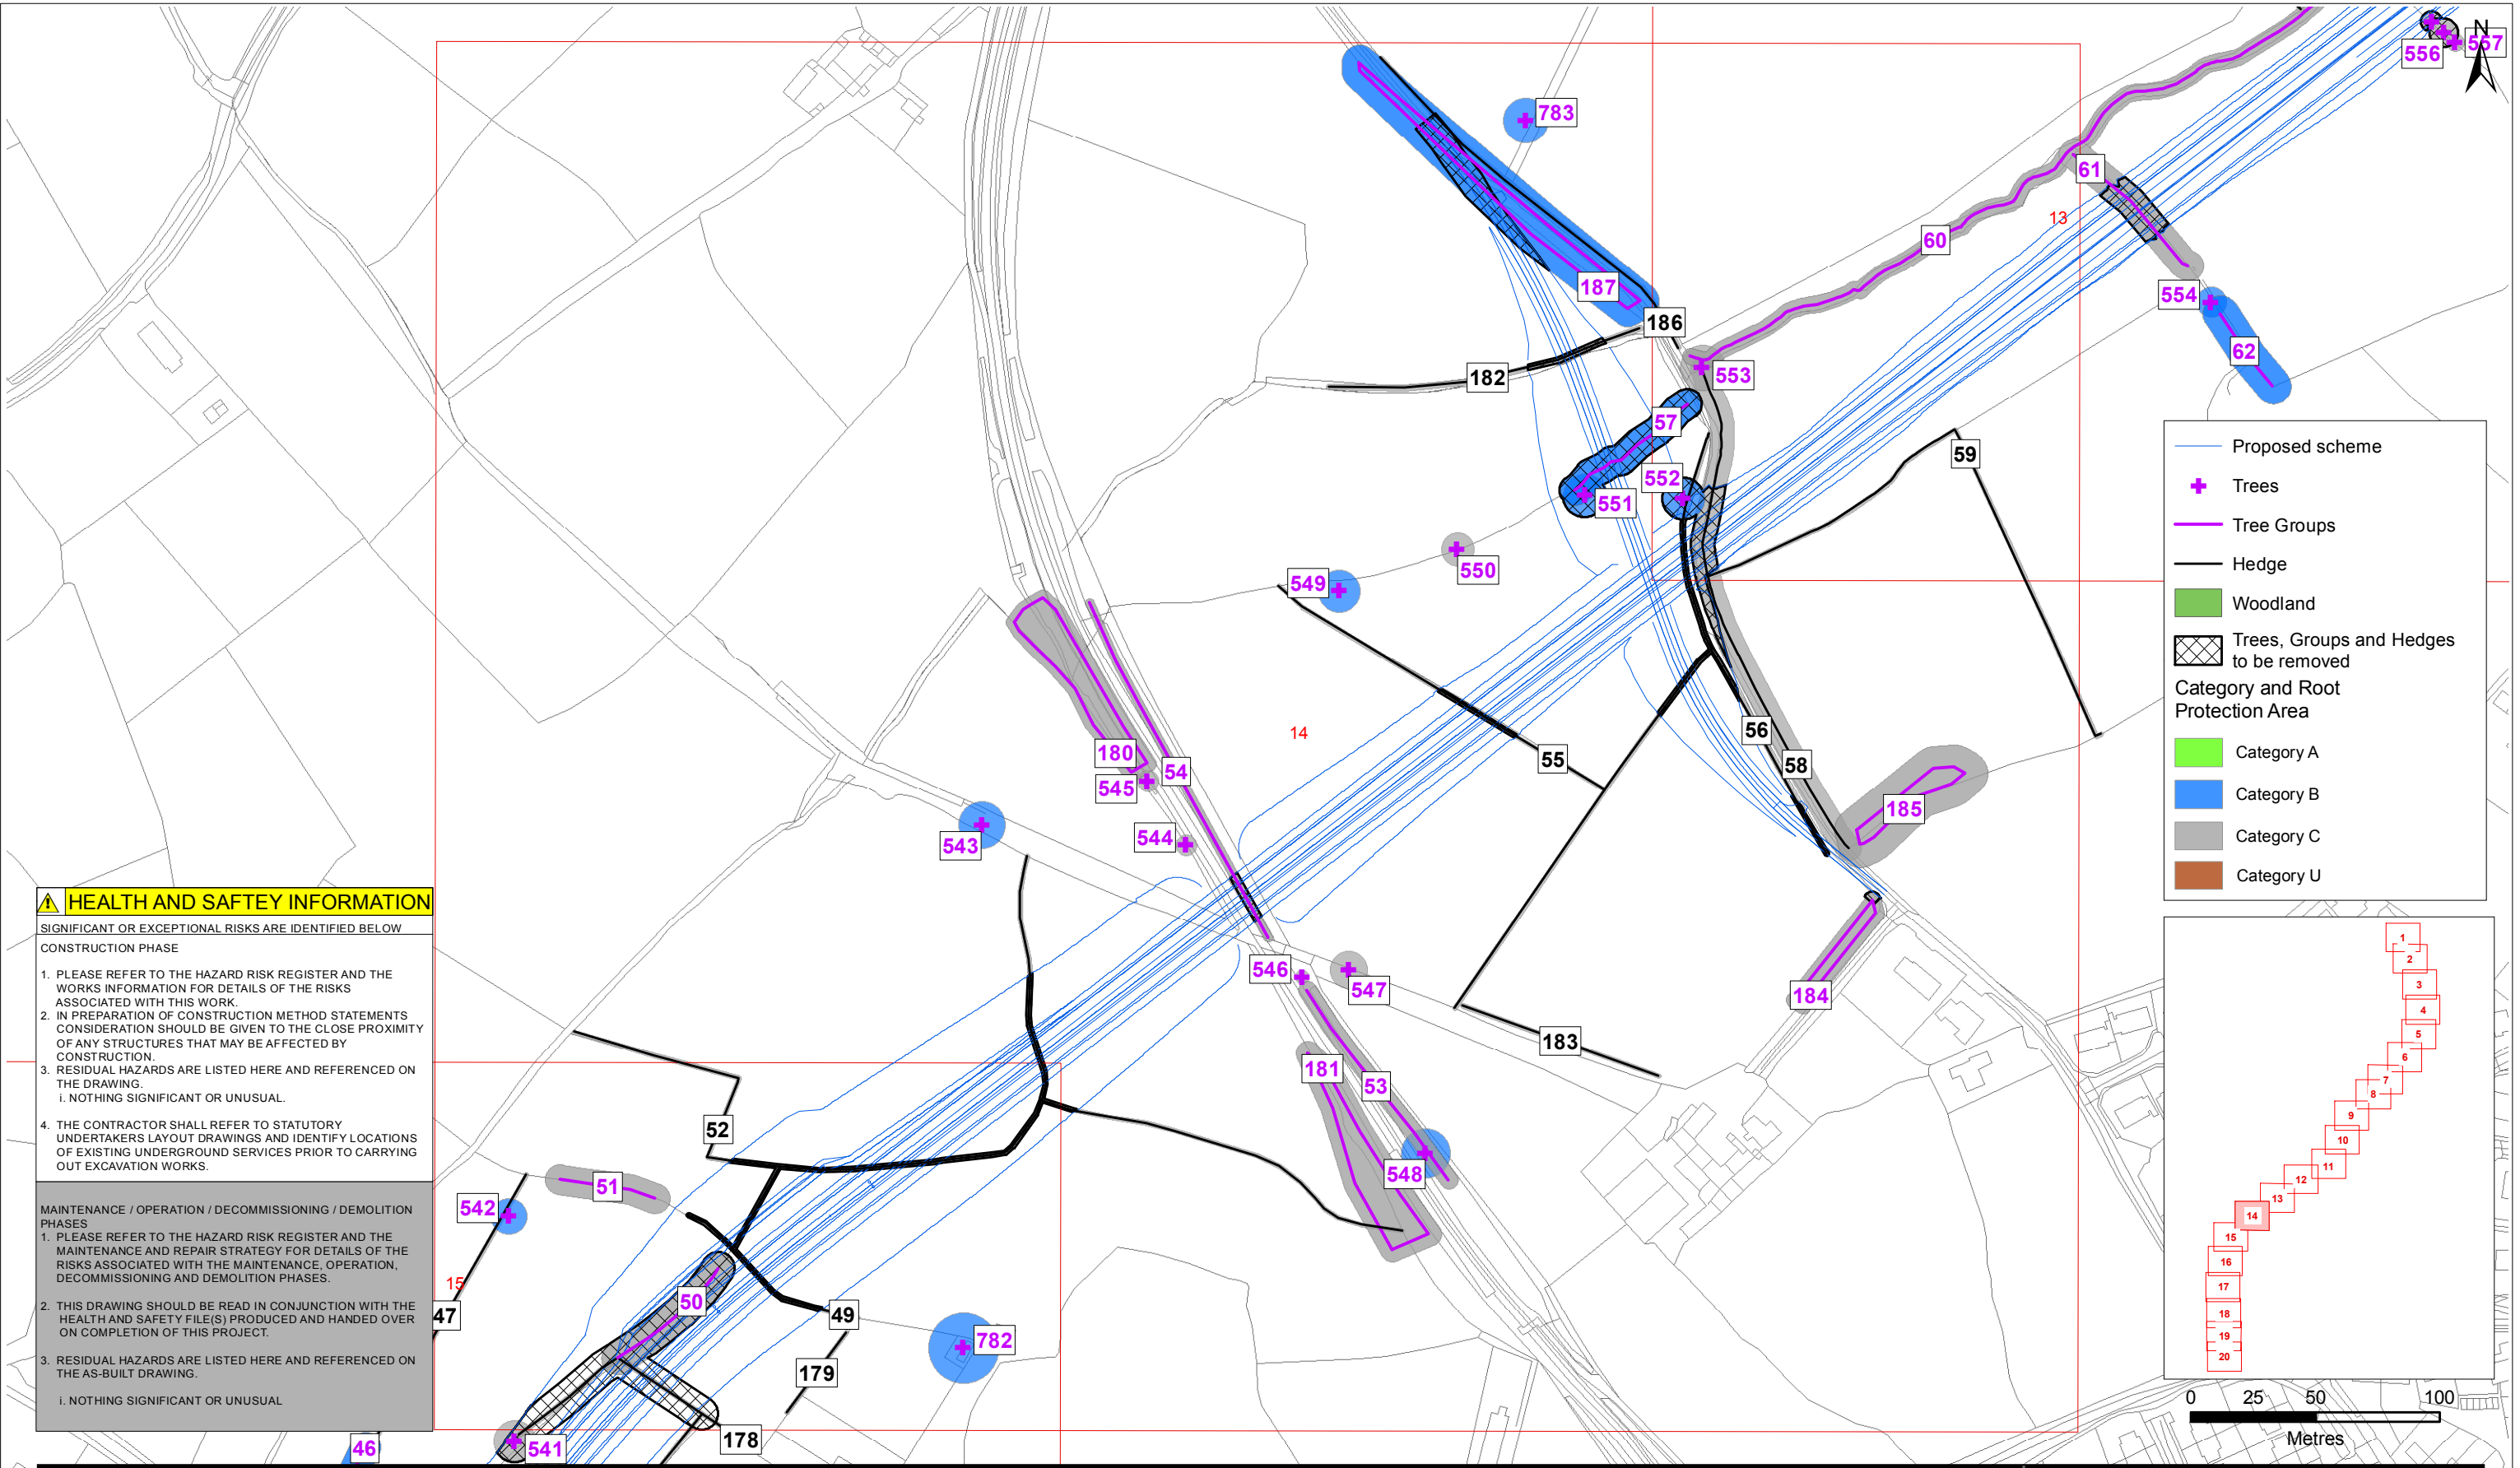 N
556
557
783
61
13
60
187
554
186
62
182
553
57
59
552
551
550
549
Proposed scheme
Trees
Tree Groups
Hedge
Woodland
Trees, Groups and Hedges
to be removed
Category and Root
Protection Area
Category A
Category B
Category C
Category U
14
56
55
58
180
54
545
185
544
543
546
547
184
183
181
53
548
52
51
542
15
50
47
49
782
179
178
541
46
HEALTH AND SAFTEY INFORMATION
SIGNIFICANT OR EXCEPTIONAL RISKS ARE IDENTIFIED BELOW
CONSTRUCTION PHASE
1. PLEASE REFER TO THE HAZARD RISK REGISTER AND THE
WORKS INFORMATION FOR DETAILS OF THE RISKS
ASSOCIATED WITH THIS WORK.
2. IN PREPARATION OF CONSTRUCTION METHOD STATEMENTS
CONSIDERATION SHOULD BE GIVEN TO THE CLOSE PROXIMITY
OF ANY STRUCTURES THAT MAY BE AFFECTED BY
CONSTRUCTION.
3. RESIDUAL HAZARDS ARE LISTED HERE AND REFERENCED ON
THE DRAWING.
i. NOTHING SIGNIFICANT OR UNUSUAL.
4. THE CONTRACTOR SHALL REFER TO STATUTORY
UNDERTAKERS LAYOUT DRAWINGS AND IDENTIFY LOCATIONS
OF EXISTING UNDERGROUND SERVICES PRIOR TO CARRYING
OUT EXCAVATION WORKS.
MAINTENANCE / OPERATION / DECOMMISSIONING / DEMOLITION
PHASES
1. PLEASE REFER TO THE HAZARD RISK REGISTER AND THE
MAINTENANCE AND REPAIR STRATEGY FOR DETAILS OF THE
RISKS ASSOCIATED WITH THE MAINTENANCE, OPERATION,
DECOMMISSIONING AND DEMOLITION PHASES.
2. THIS DRAWING SHOULD BE READ IN CONJUNCTION WITH THE
HEALTH AND SAFETY FILE(S) PRODUCED AND HANDED OVER
ON COMPLETION OF THIS PROJECT.
3. RESIDUAL HAZARDS ARE LISTED HERE AND REFERENCED ON
THE AS-BUILT DRAWING.
i. NOTHING SIGNIFICANT OR UNUSUAL
1
2
3
4
5
6
7
8
9
10
11
12
13
14
15
16
17
18
19
20
0 25 50 100
Metres